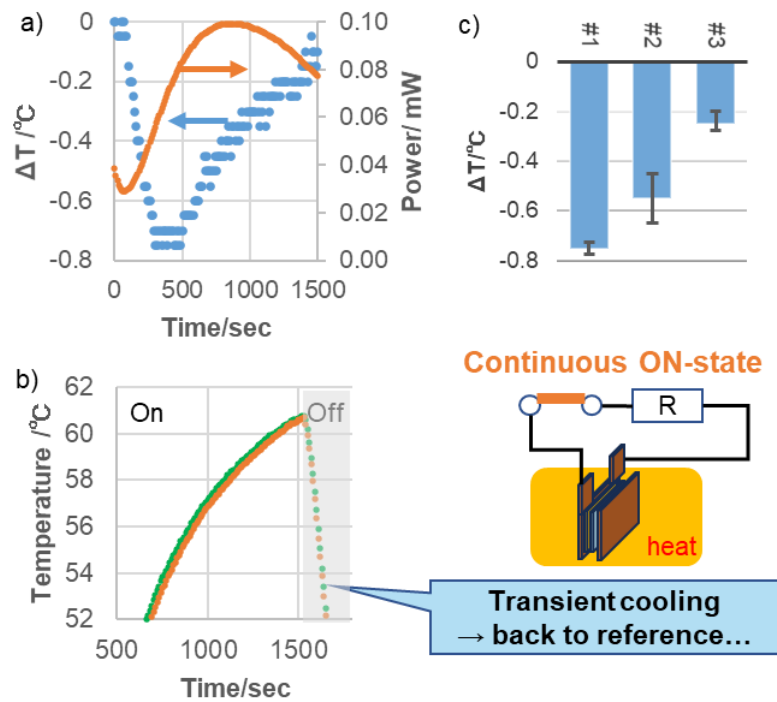 a)
0
-0.2
-0.4
-0.6
-0.8
ΔT /℃
0.10
0.08
0.06
0.04
0.02
0.00
Power/ mW
0
500
1000
1500
Time/sec
c)
#1
#2
#3
0
-0.2
-0.4
-0.6
-0.8
ΔT/℃
b)
62
60
58
56
54
52
Temperature /℃
On
Off
500
1000
1500
Time/sec
Continuous ON-state
R
heat
Transient cooling
→ back to reference…